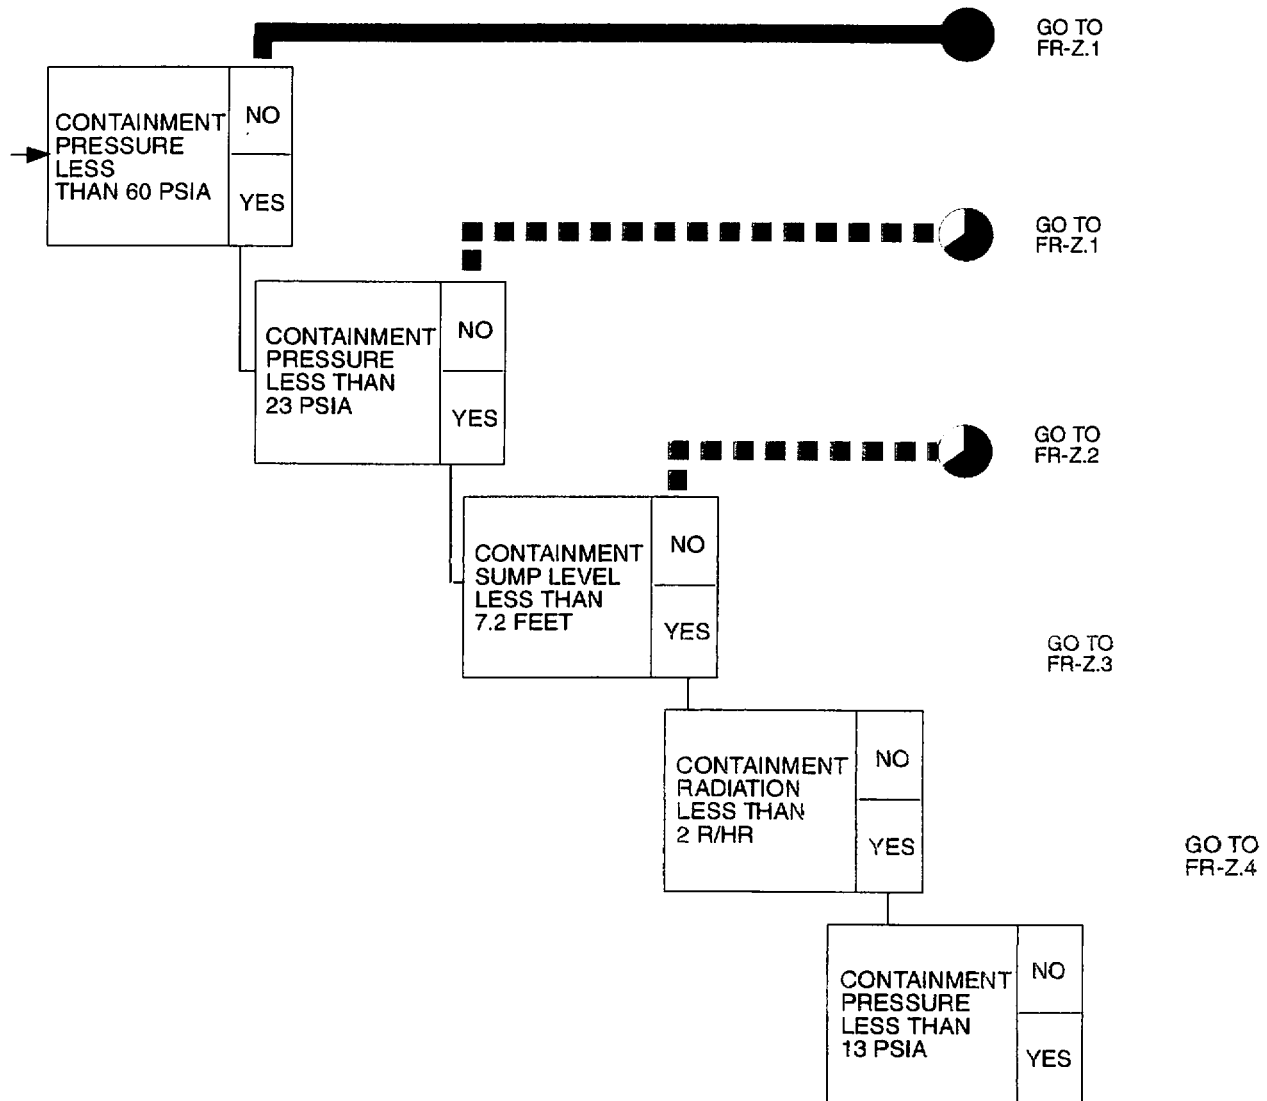 GO TO
FR-Z.1
CONTAINMENT
PRESSURE
LESS
THAN 60 PSIA
NO
YES
GO TO
FR-Z.1
CONTAINMENT
PRESSURE
LESS THAN
23 PSIA
NO
YES
GO TO
FR-Z.2
CONTAINMENT
SUMP LEVEL
LESS THAN
7.2 FEET
NO
YES
GO TO
FR-Z.3
CONTAINMENT
RADIATION
LESS THAN
2 R/HR
NO
YES
GO TO
FR-Z.4
CONTAINMENT
PRESSURE
LESS THAN
13 PSIA
NO
YES